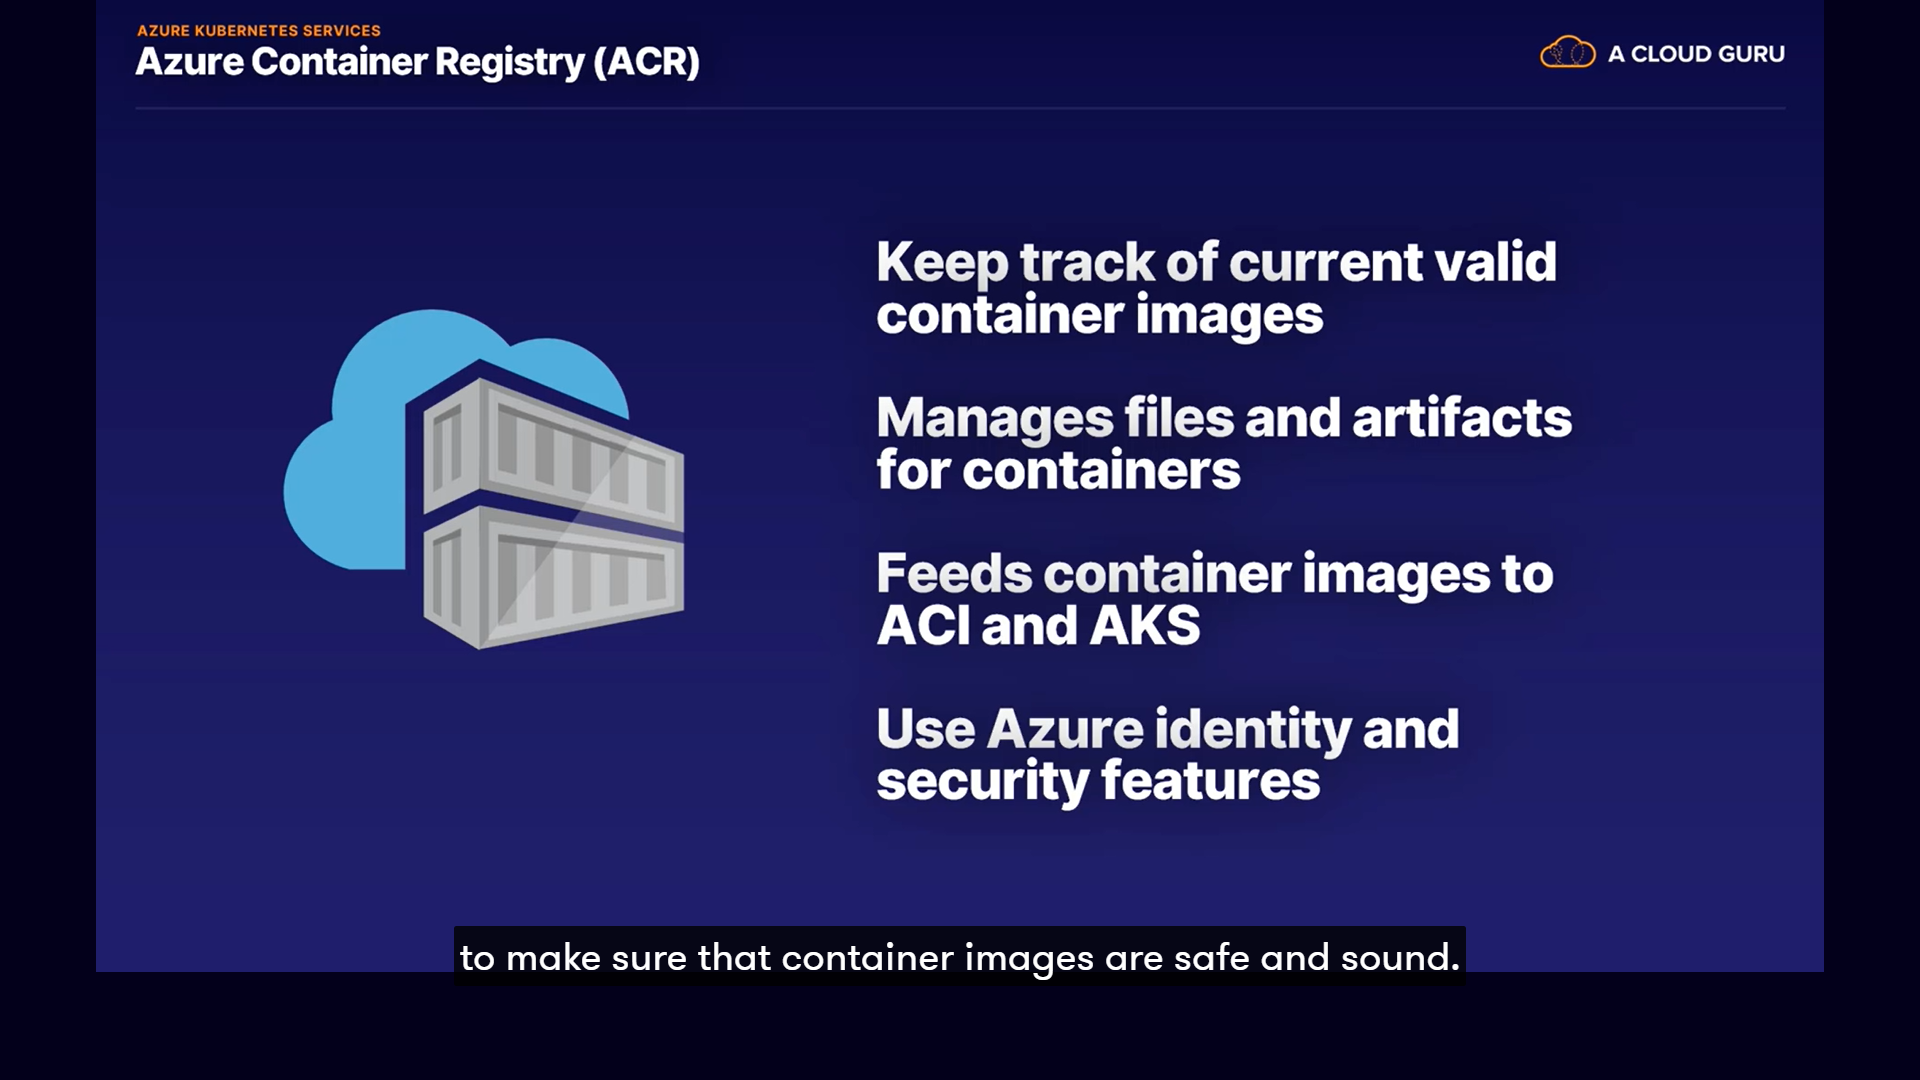 AZURE KUBERNETES SERVICES
Azure Container Registry (ACR)
A CLOUD GURU
Keep track of current valid
container images
Manages files and artifacts
for containers
Feeds container images to
ACI and AKS
Use Azure identity and
security features
to make sure that container images are safe and sound.